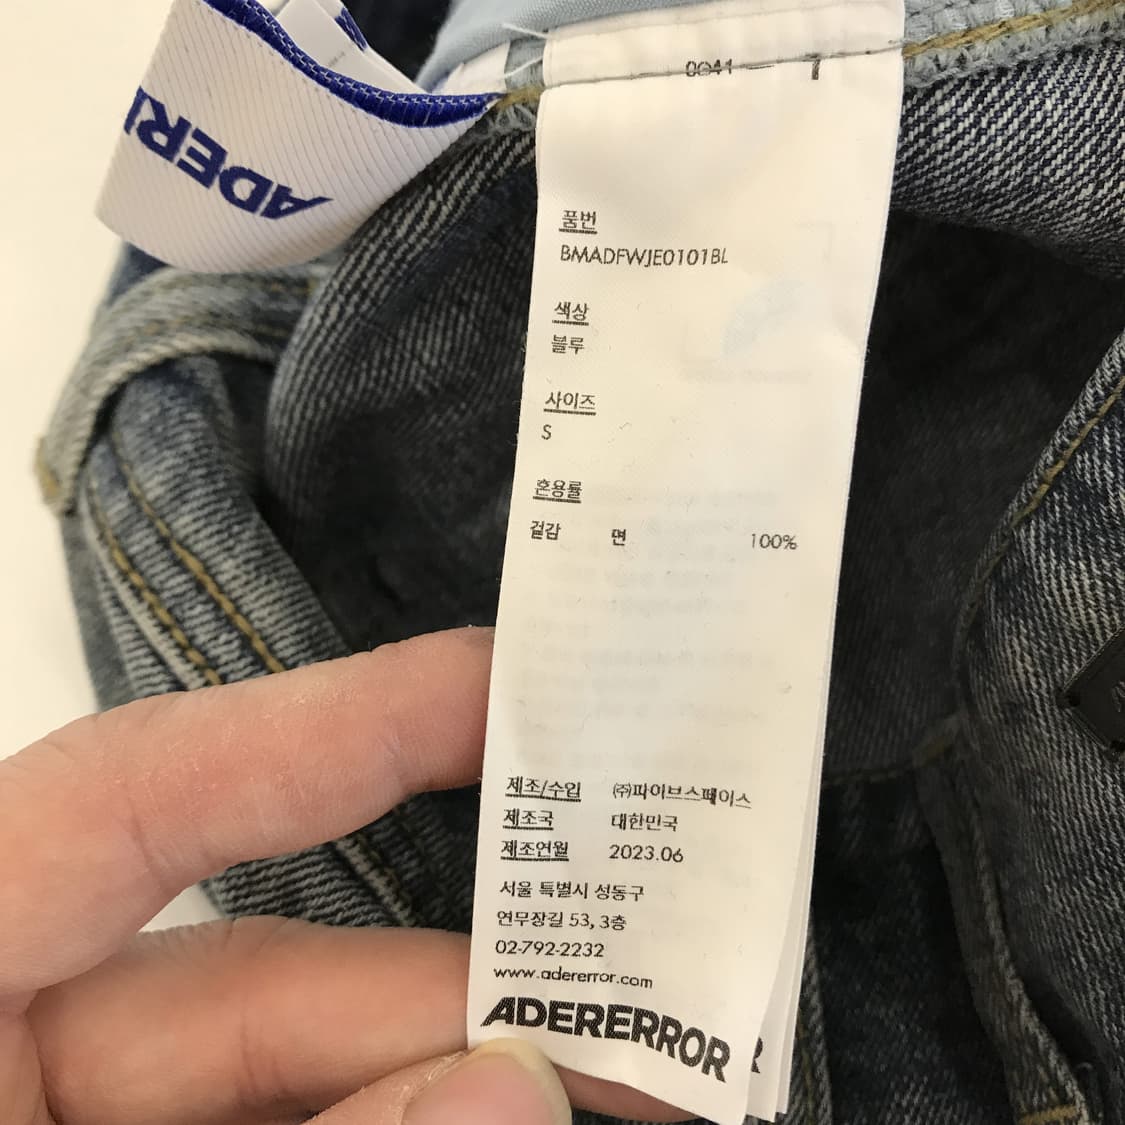 ADER
0041 — 1
품번
BMADFWJE0101BL
색상
블루
사이즈
S
혼용률
겉감 면 100%
제조/수입 ㈜파이브스페이스
제조국 대한민국
제조연월 2023.06
서울 특별시 성동구
연무장길 53, 3층
02-792-2232
www.adererror.com
ADERERROR
R